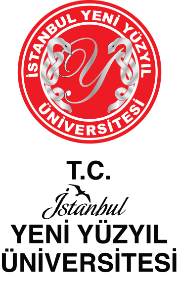 İSTANBUL YENİ YÜZYIL
Y
ÜNİVERSİTESİ
T.C.
İstanbul
YENİ YÜZYIL
ÜNİVERSİTESİ